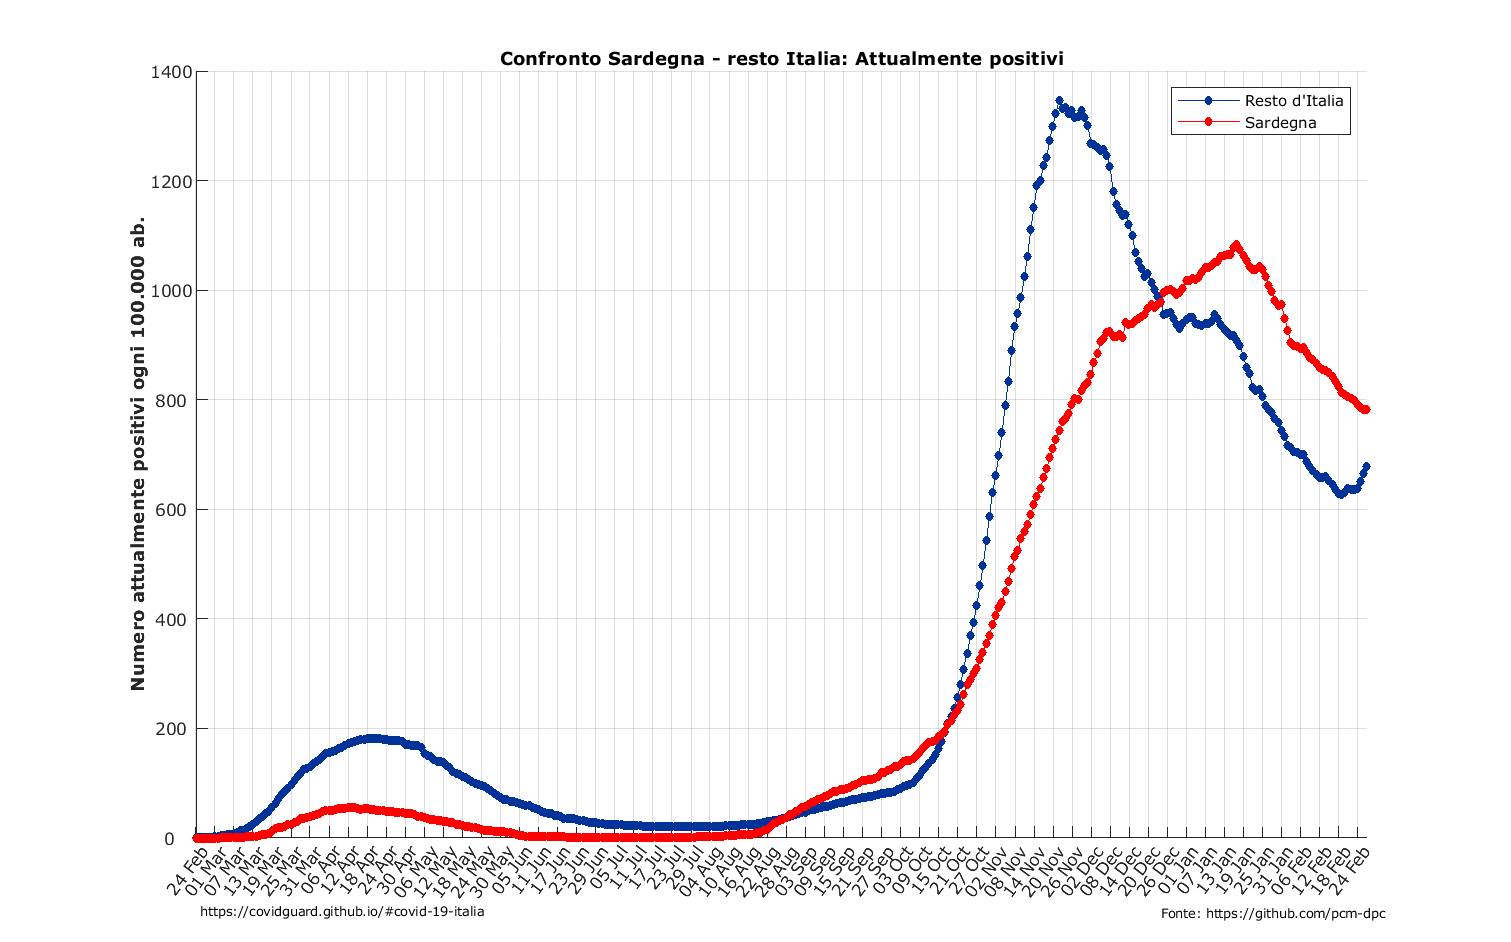 Confronto Sardegna - resto Italia: Attualmente positivi
1400
1200
1000
800
600
400
200
0
Numero attualmente positivi ogni 100.000 ab.
Resto d'Italia
Sardegna
24 Feb
01 Mar
07 Mar
13 Mar
19 Mar
25 Mar
31 Mar
06 Apr
12 Apr
18 Apr
24 Apr
30 Apr
06 May
12 May
18 May
24 May
30 May
05 Jun
11 Jun
17 Jun
23 Jun
29 Jun
05 Jul
11 Jul
17 Jul
23 Jul
29 Jul
04 Aug
10 Aug
16 Aug
22 Aug
28 Aug
03 Sep
09 Sep
15 Sep
21 Sep
27 Sep
03 Oct
09 Oct
15 Oct
21 Oct
27 Oct
02 Nov
08 Nov
14 Nov
20 Nov
26 Nov
02 Dec
08 Dec
14 Dec
20 Dec
26 Dec
01 Jan
07 Jan
13 Jan
19 Jan
25 Jan
31 Jan
06 Feb
12 Feb
18 Feb
24 Feb
https://covidguard.github.io/#covid-19-italia
Fonte: https://github.com/pcm-dpc